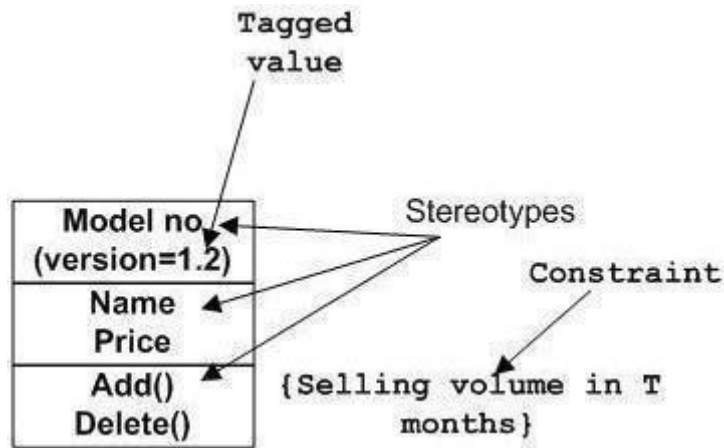 Tagged
value
Model no
(version=1.2)
Stereotypes
Name
Price
Constraint
Add()
Delete()
{Selling volume in T
months}